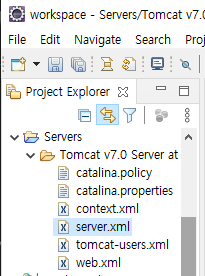 workspace - Servers/Tomcat v7.0
File Edit Navigate Search Proj
Project Explorer
Servers
Tomcat v7.0 Server at
catalina.policy
catalina.properties
context.xml
server.xml
tomcat-users.xml
web.xml